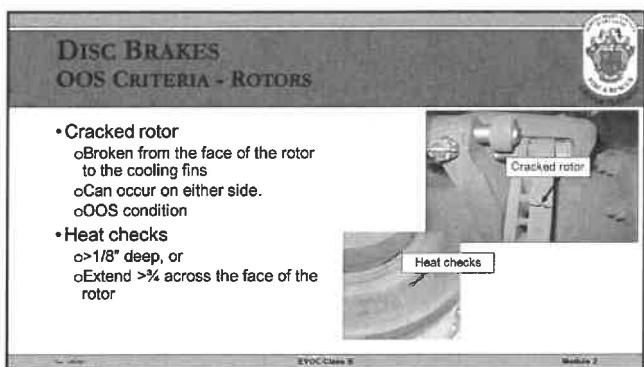 DISC BRAKES
OOS CRITERIA - ROTORS
•Cracked rotor
oBroken from the face of the rotor
to the cooling fins
oCan occur on either side.
oOOS condition
•Heat checks
o>1/8" deep, or
oExtend >¾ across the face of the
rotor
Cracked rotor
Heat checks
EVOC Class B
Module 2